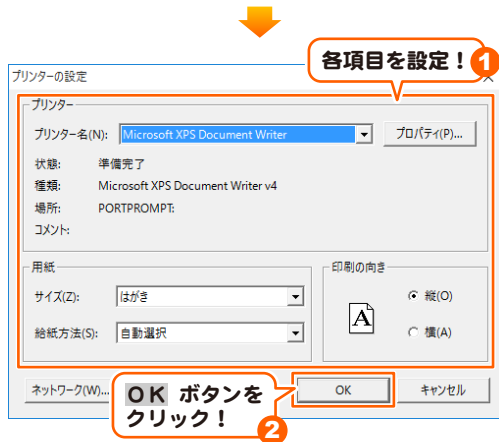 各項目を設定！
1
プリンターの設定
プリンター
プリンター名(N):
Microsoft XPS Document Writer
プロパティ(P)...
状態: 準備完了
種類: Microsoft XPS Document Writer v4
場所: PORTPROMPT:
コメント:
用紙
サイズ(Z): はがき
給紙方法(S): 自動選択
印刷の向き
A
縦(O)
横(A)
ネットワーク(W)...
OK
キャンセル
OK ボタンを
クリック！
2